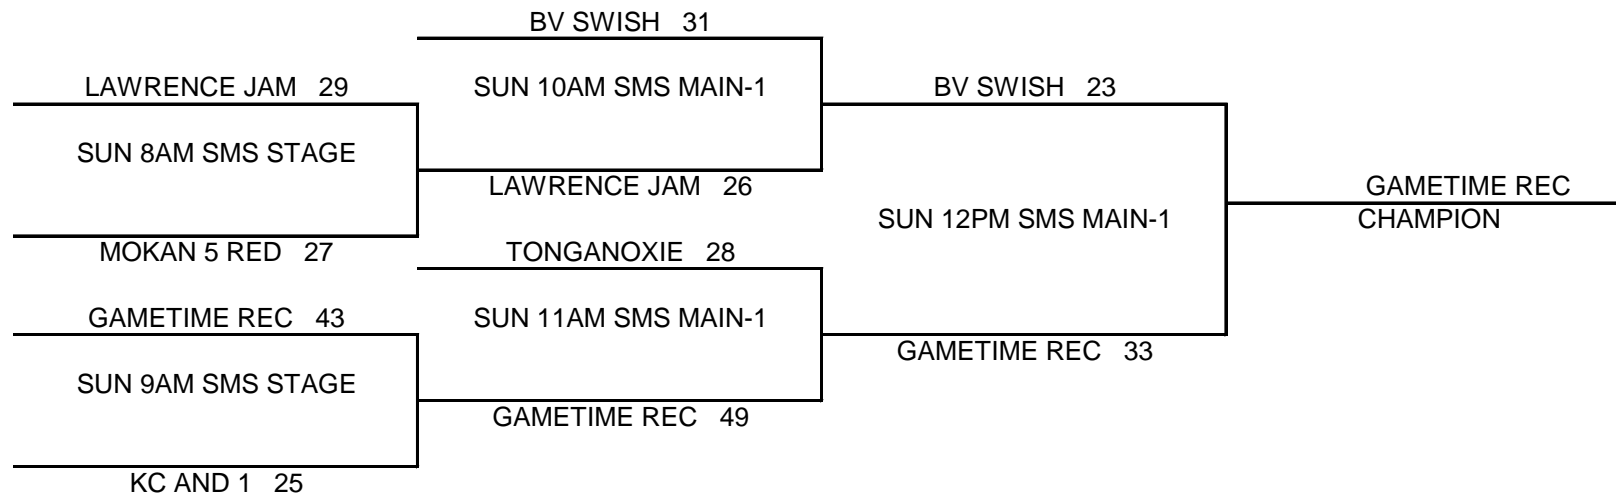 BV SWISH 31
LAWRENCE JAM 29
SUN 10AM SMS MAIN-1
BV SWISH 23
SUN 8AM SMS STAGE
LAWRENCE JAM 26
GAMETIME REC
SUN 12PM SMS MAIN-1
CHAMPION
MOKAN 5 RED 27
TONGANOXIE 28
GAMETIME REC 43
SUN 11AM SMS MAIN-1
GAMETIME REC 33
SUN 9AM SMS STAGE
GAMETIME REC 49
KC AND 1 25